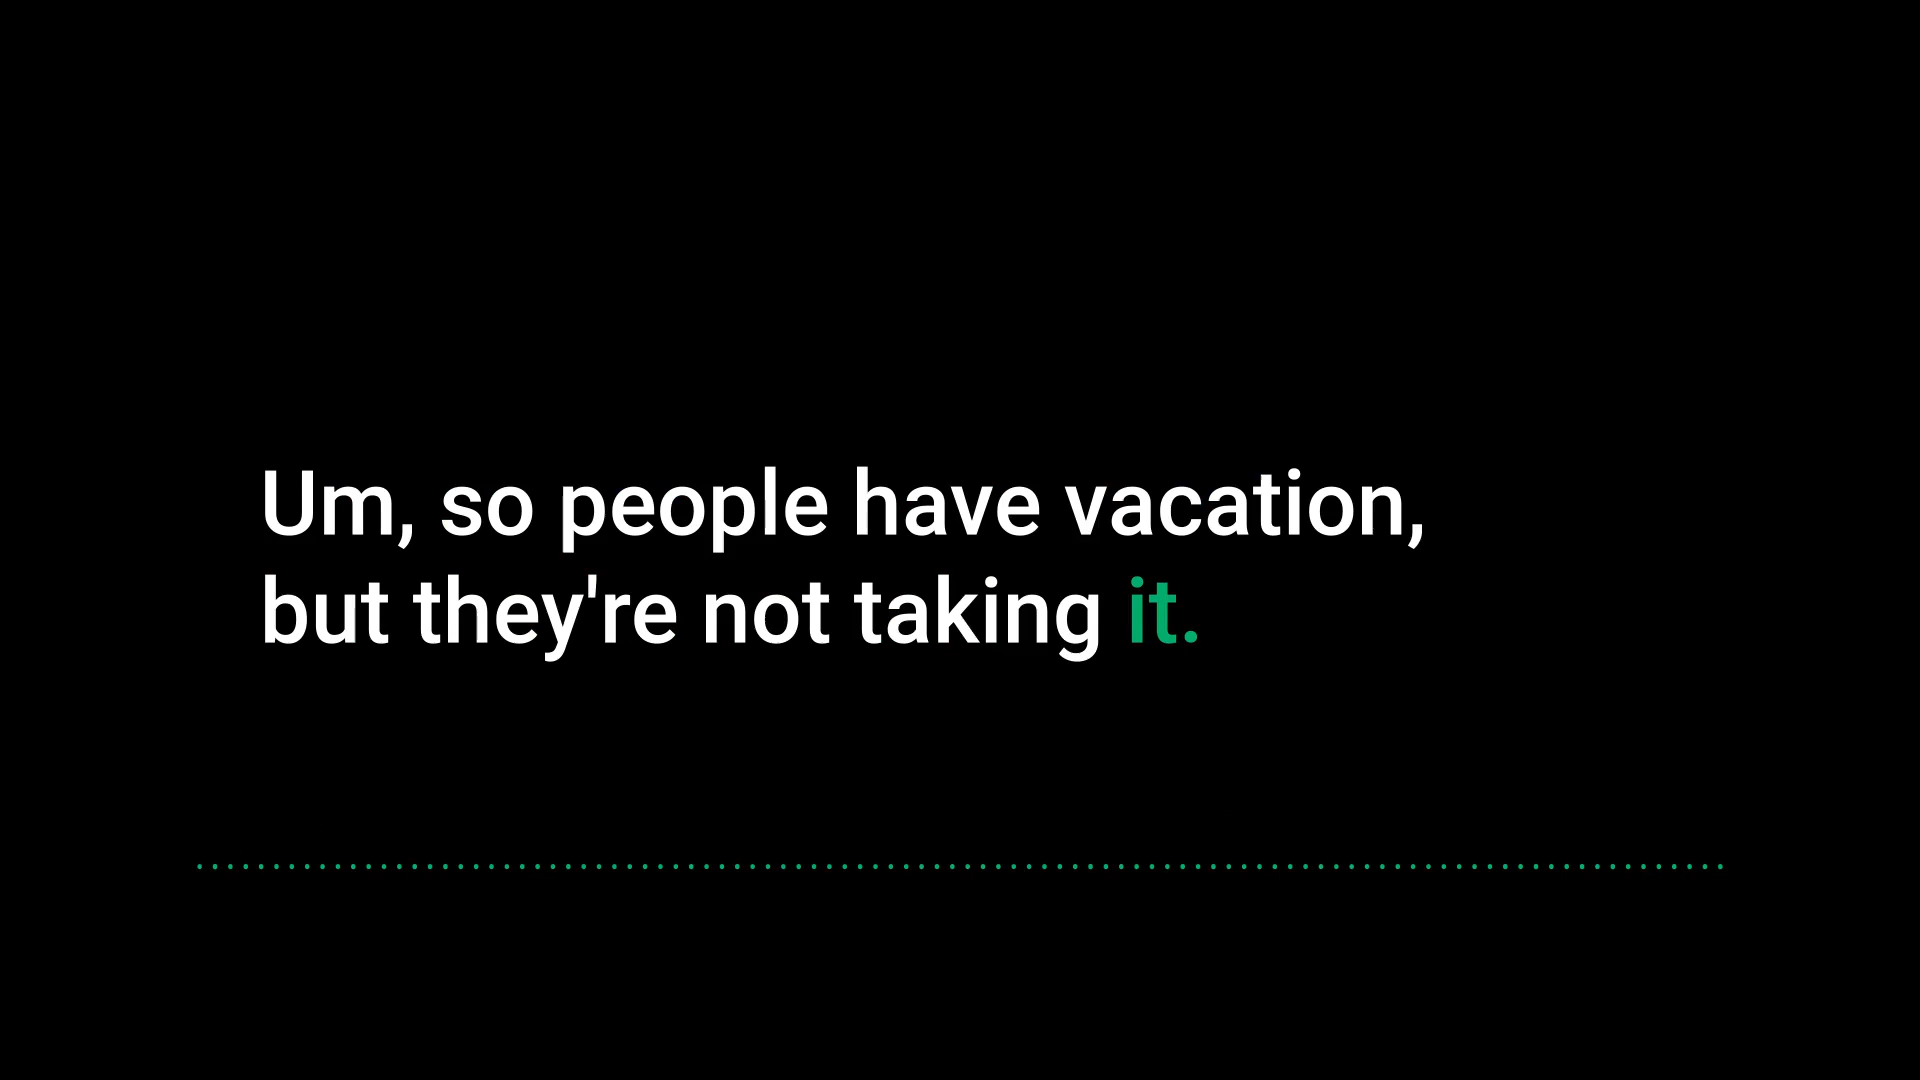 Um, so people have vacation,
but they're not taking it.